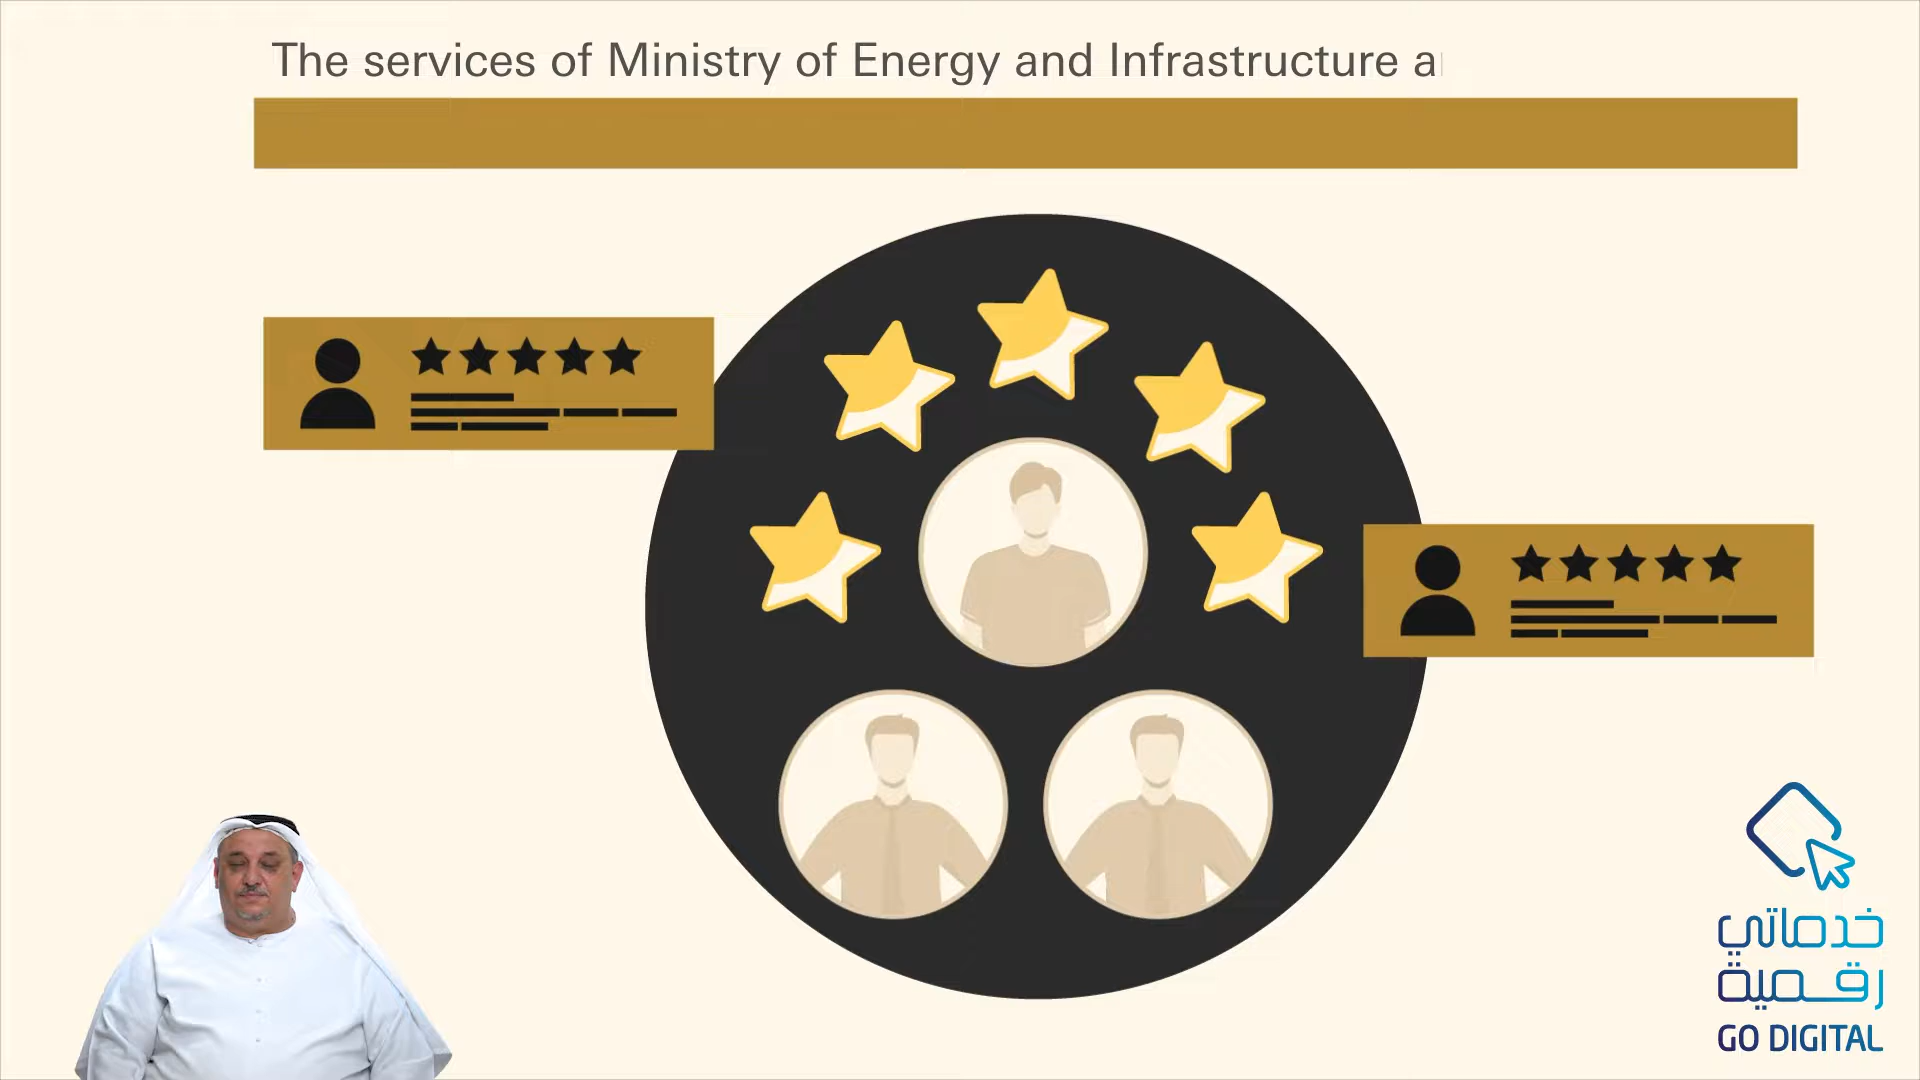 The services of Ministry of Energy and Infrastructure a
خدماتي
رقمية
GO DIGITAL